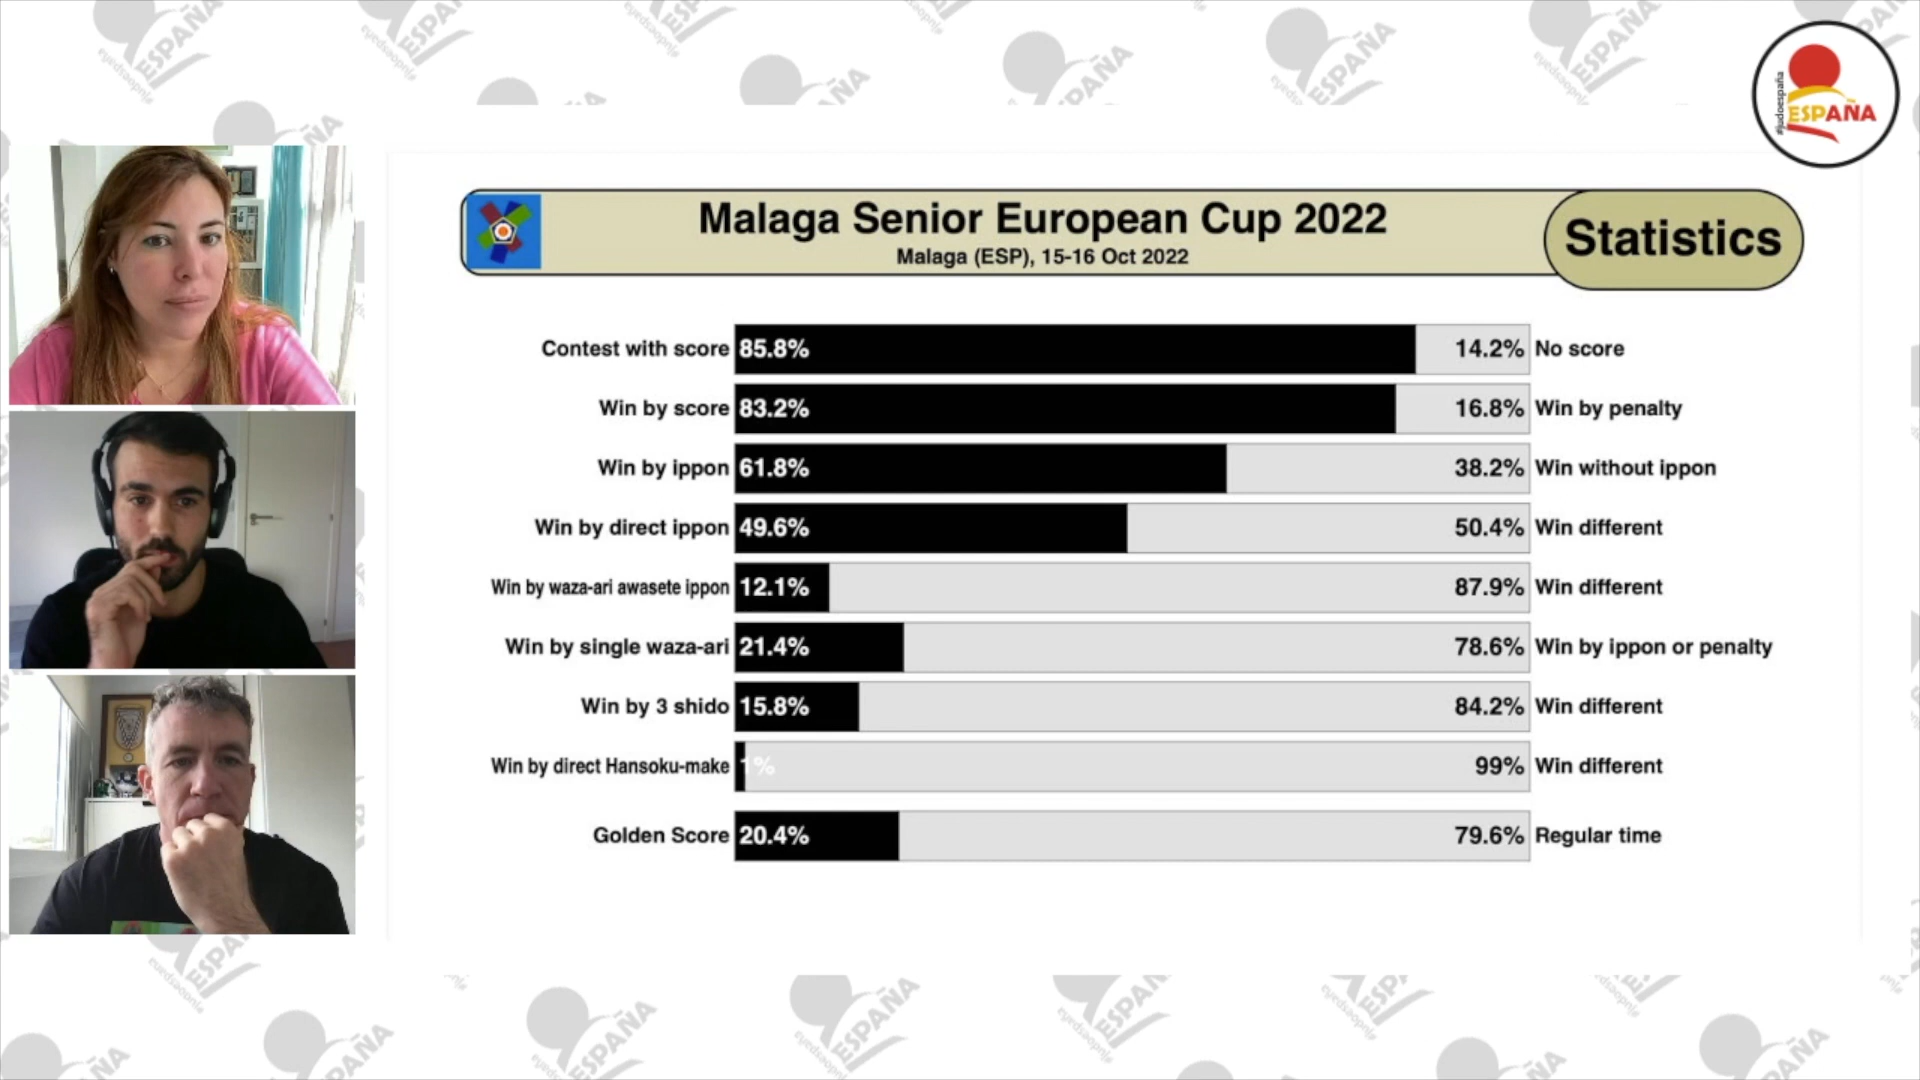 #judoespaña
ESPAÑA
Malaga Senior European Cup 2022
Malaga (ESP), 15-16 Oct 2022
Statistics
Contest with score 85.8% 14.2% No score
Win by score 83.2% 16.8% Win by penalty
Win by ippon 61.8% 38.2% Win without ippon
Win by direct ippon 49.6% 50.4% Win different
Win by waza-ari awasete ippon 12.1% 87.9% Win different
Win by single waza-ari 21.4% 78.6% Win by ippon or penalty
Win by 3 shido 15.8% 84.2% Win different
Win by direct Hansoku-make 1% 99% Win different
Golden Score 20.4% 79.6% Regular time